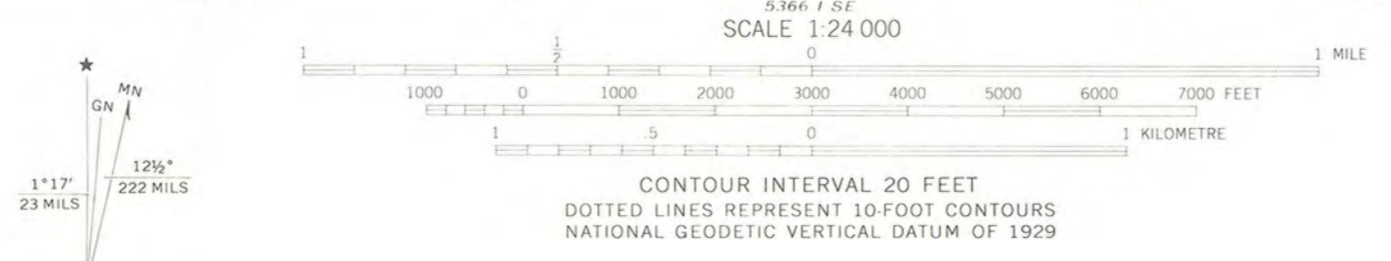 5366 I SE
SCALE 1:24 000
1 ½ 0 1 MILE
1000 0 1000 2000 3000 4000 5000 6000 7000 FEET
1 .5 0 1 KILOMETRE
CONTOUR INTERVAL 20 FEET
DOTTED LINES REPRESENT 10-FOOT CONTOURS
NATIONAL GEODETIC VERTICAL DATUM OF 1929
★
GN
MN
1°17′
23 MILS
12½°
222 MILS